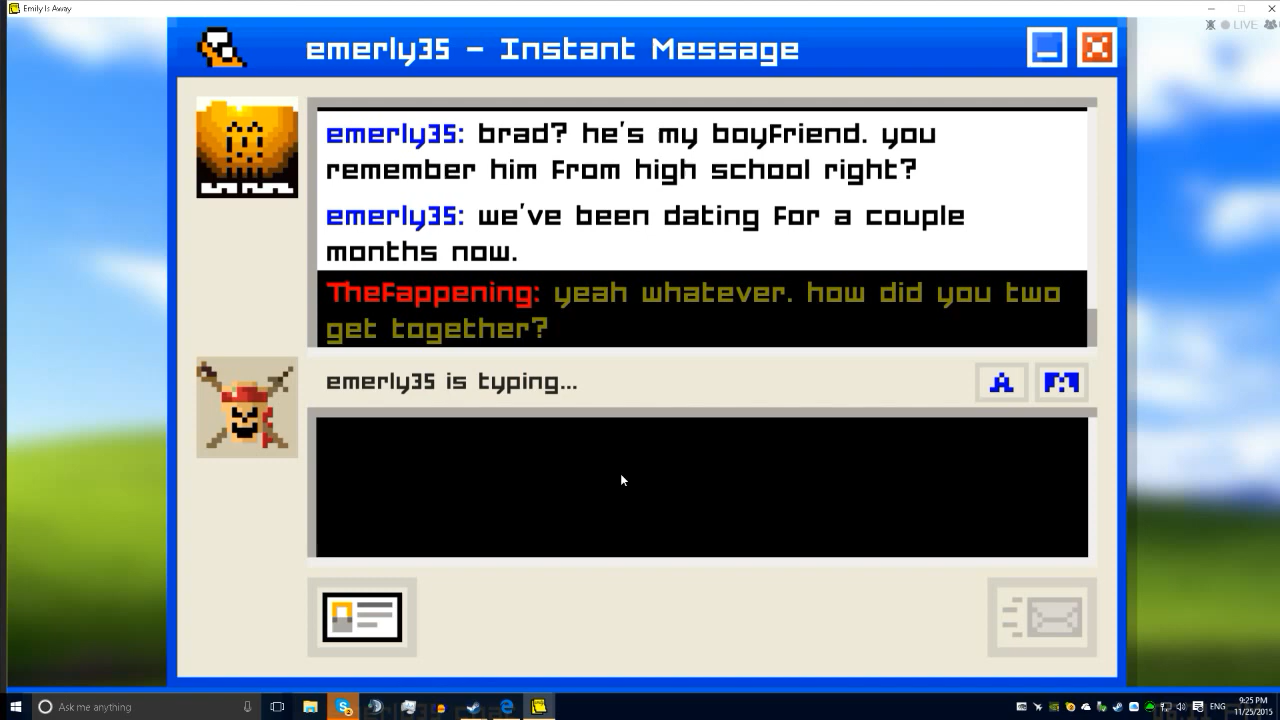 Emily Is Away
LIVE
emerly35 - Instant Message
emerly35: brad? he's my boyfriend. you
remember him from high school right?
emerly35: we've been dating for a couple
months now.
TheFappening: yeah whatever. how did you two
get together?
emerly35 is typing...
A
Ask me anything
ENG
9:25 PM
11/25/2015